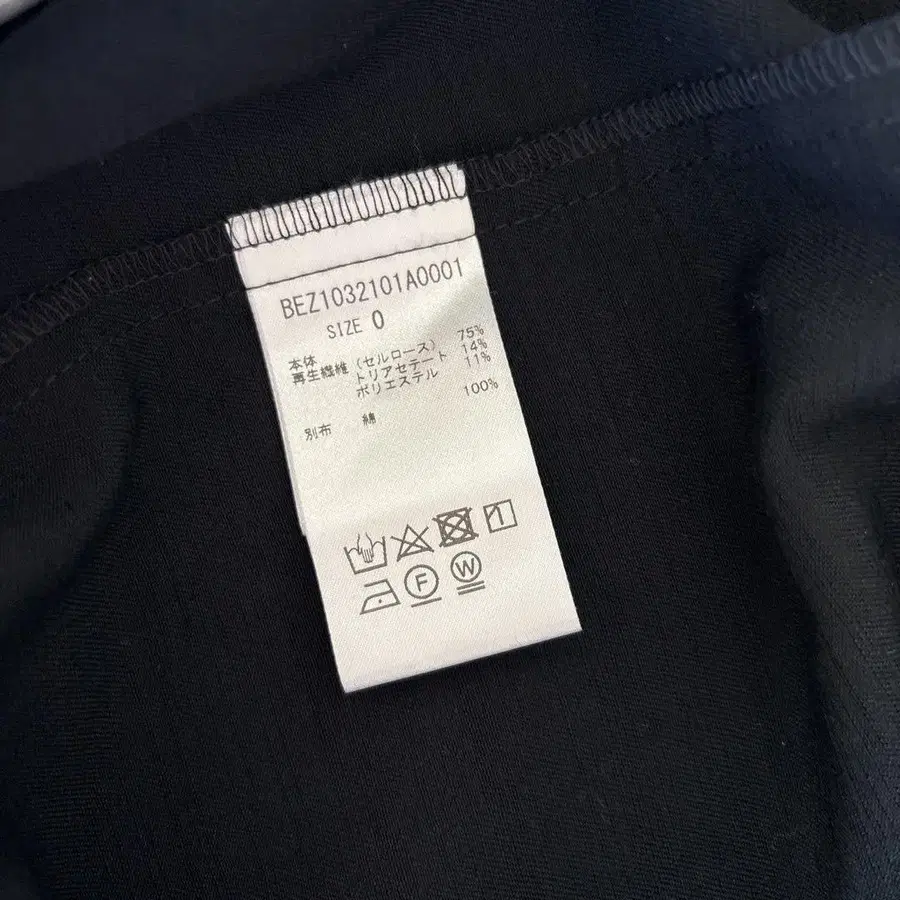 BEZ1032101A0001
SIZE 0
本体
再生繊維 (セルロース) 75%
トリアセテート 14%
ポリエステル 11%
別布 綿 100%
1
F W